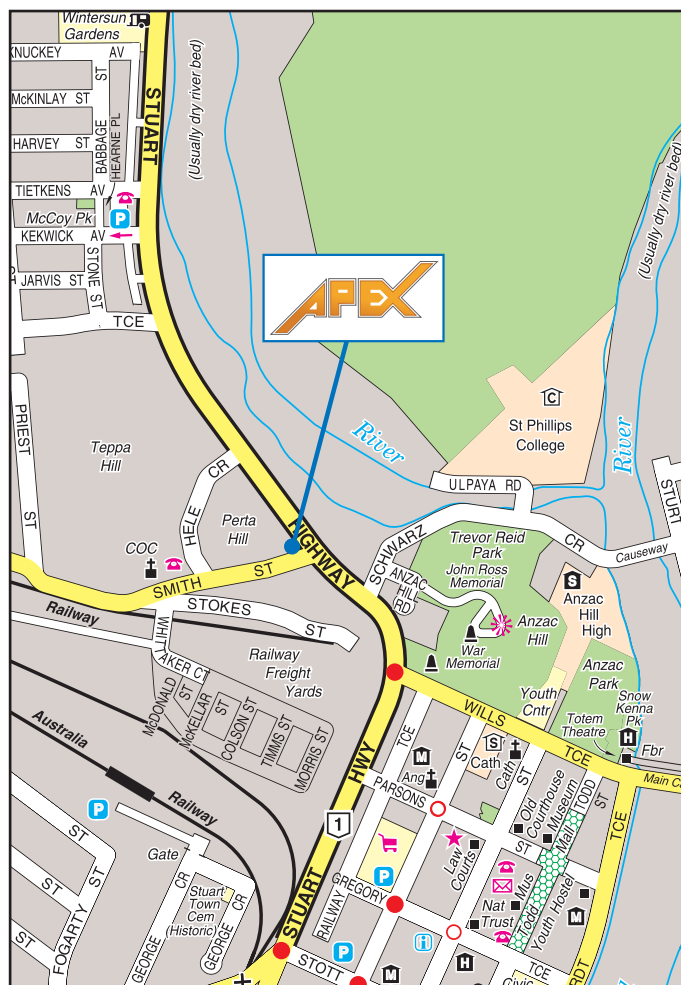 Wintersun
Gardens
KNUCKEY AV
ST
McKINLAY ST
STUART
HARVEY ST
BABBAGE
HEARNE PL
(Usually dry river bed)
(Usually dry river bed)
TIETKENS AV
McCoy Pk
P
KEKWICK AV
STONE ST
JARVIS ST
TCE
APEX
PRIEST
ST
Teppa
Hill
C
St Phillips
College
River
River
ULPAYA RD
STURT
HELE CR
Perta
Hill
HIGHWAY
SCHWARZ
CR
Causeway
Trevor Reid
Park
John Ross
Memorial
COC
SMITH ST
ANZAC
HILL
RD
S
Anzac
Hill
High
Anzac
Hill
Railway
STOKES
ST
WHITTAKER CT
Railway
Freight
Yards
War
Memorial
Anzac
Park
Snow
Kenna
Pk
Youth
Cntr
Totem
Theatre
H
Fbr
McDONALD ST
McKELLAR ST
COLSON ST
TIMMS ST
MORRIS ST
Australia
Railway
WILLS
TCE
Main
HWY
TCE
ST
S
Cath
Cath
ST
M
Ang
PARSONS
ST
Old
Courthouse
Museum
TODD
ST
Mall
TCE
P
1
Law
Courts
ST
FOGARTY ST
Gate
CR
Stuart
Town
Cem
(Historic)
GEORGE
GEORGE CR
ST
STUART
RAILWAY
GREGORY
P
Nat
Trust
Mus
Todd
Youth Hostel
M
P
i
STOTT
M
H
TCE
Civic